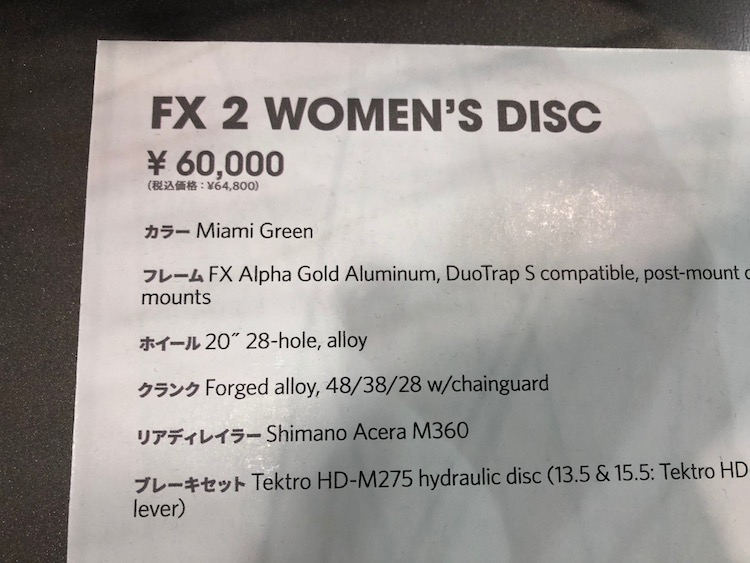 FX 2 WOMEN'S DISC
¥ 60,000
(税込価格:¥64,800)
カラー Miami Green
フレーム FX Alpha Gold Aluminum, DuoTrap S compatible, post-mount
mounts
ホイール 20″ 28-hole, alloy
クランク Forged alloy, 48/38/28 w/chainguard
リアディレイラー Shimano Acera M360
ブレーキセット Tektro HD-M275 hydraulic disc (13.5 & 15.5: Tektro HD
lever)